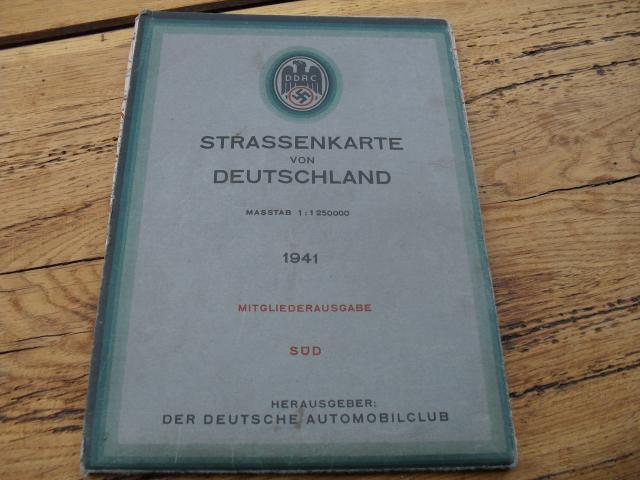 DDAC
STRASSENKARTE
VON
DEUTSCHLAND
MASSTAB 1:1250000
1941
MITGLIEDERAUSGABE
SÜD
HERAUSGEBER:
DER DEUTSCHE AUTOMOBILCLUB